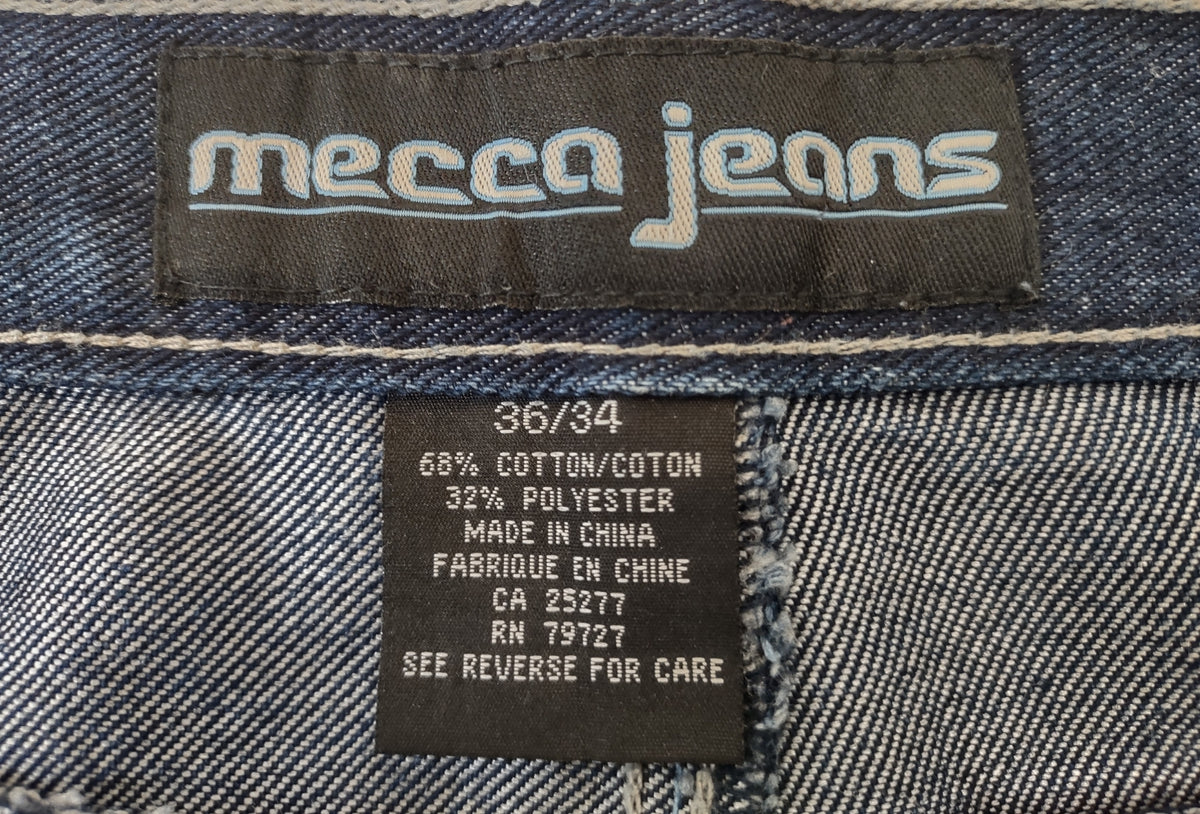 mecca jeans
36/34
68% COTTON/COTON
32% POLYESTER
MADE IN CHINA
FABRIQUE EN CHINE
CA 25277
RN 79727
SEE REVERSE FOR CARE